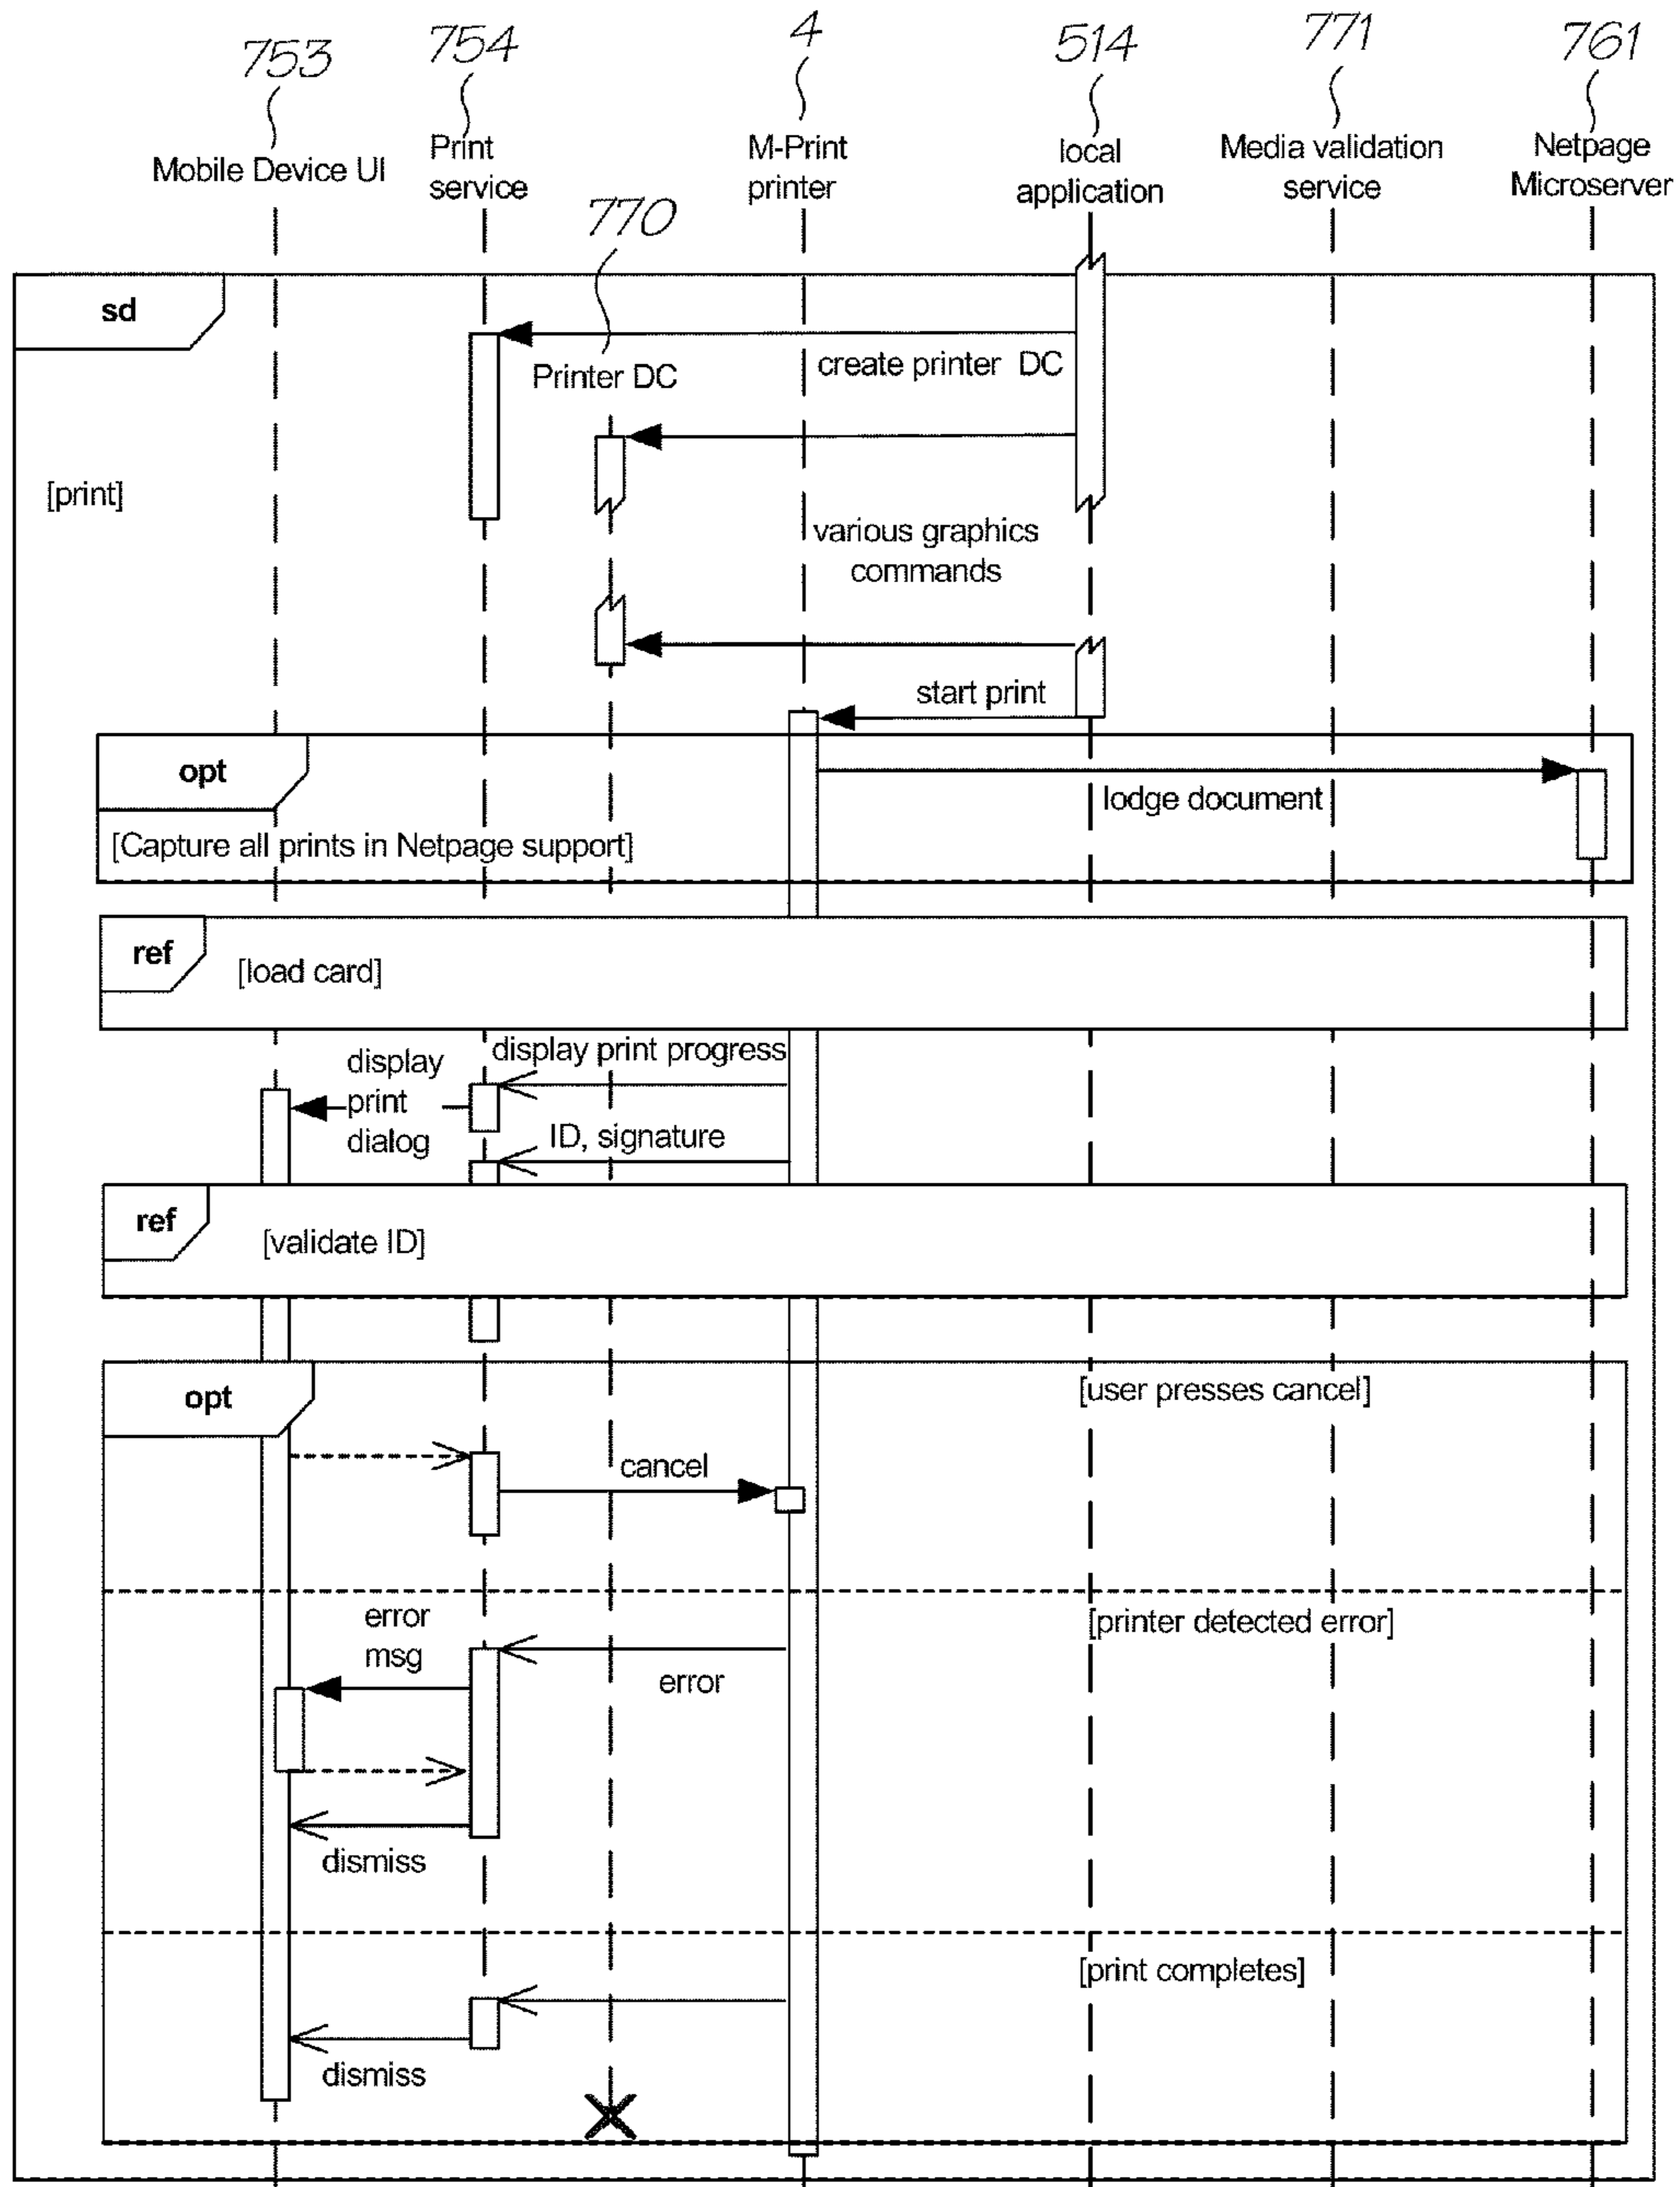 753
754
4
514
771
761
Mobile Device UI
Print
service
M-Print
printer
local
application
Media validation
service
Netpage
Microserver
770
sd
Printer DC
create printer DC
[print]
various graphics
commands
start print
opt
lodge document
[Capture all prints in Netpage support]
ref
[load card]
display print progress
display
print
dialog
ID, signature
ref
[validate ID]
opt
[user presses cancel]
cancel
[printer detected error]
error
msg
error
dismiss
[print completes]
dismiss